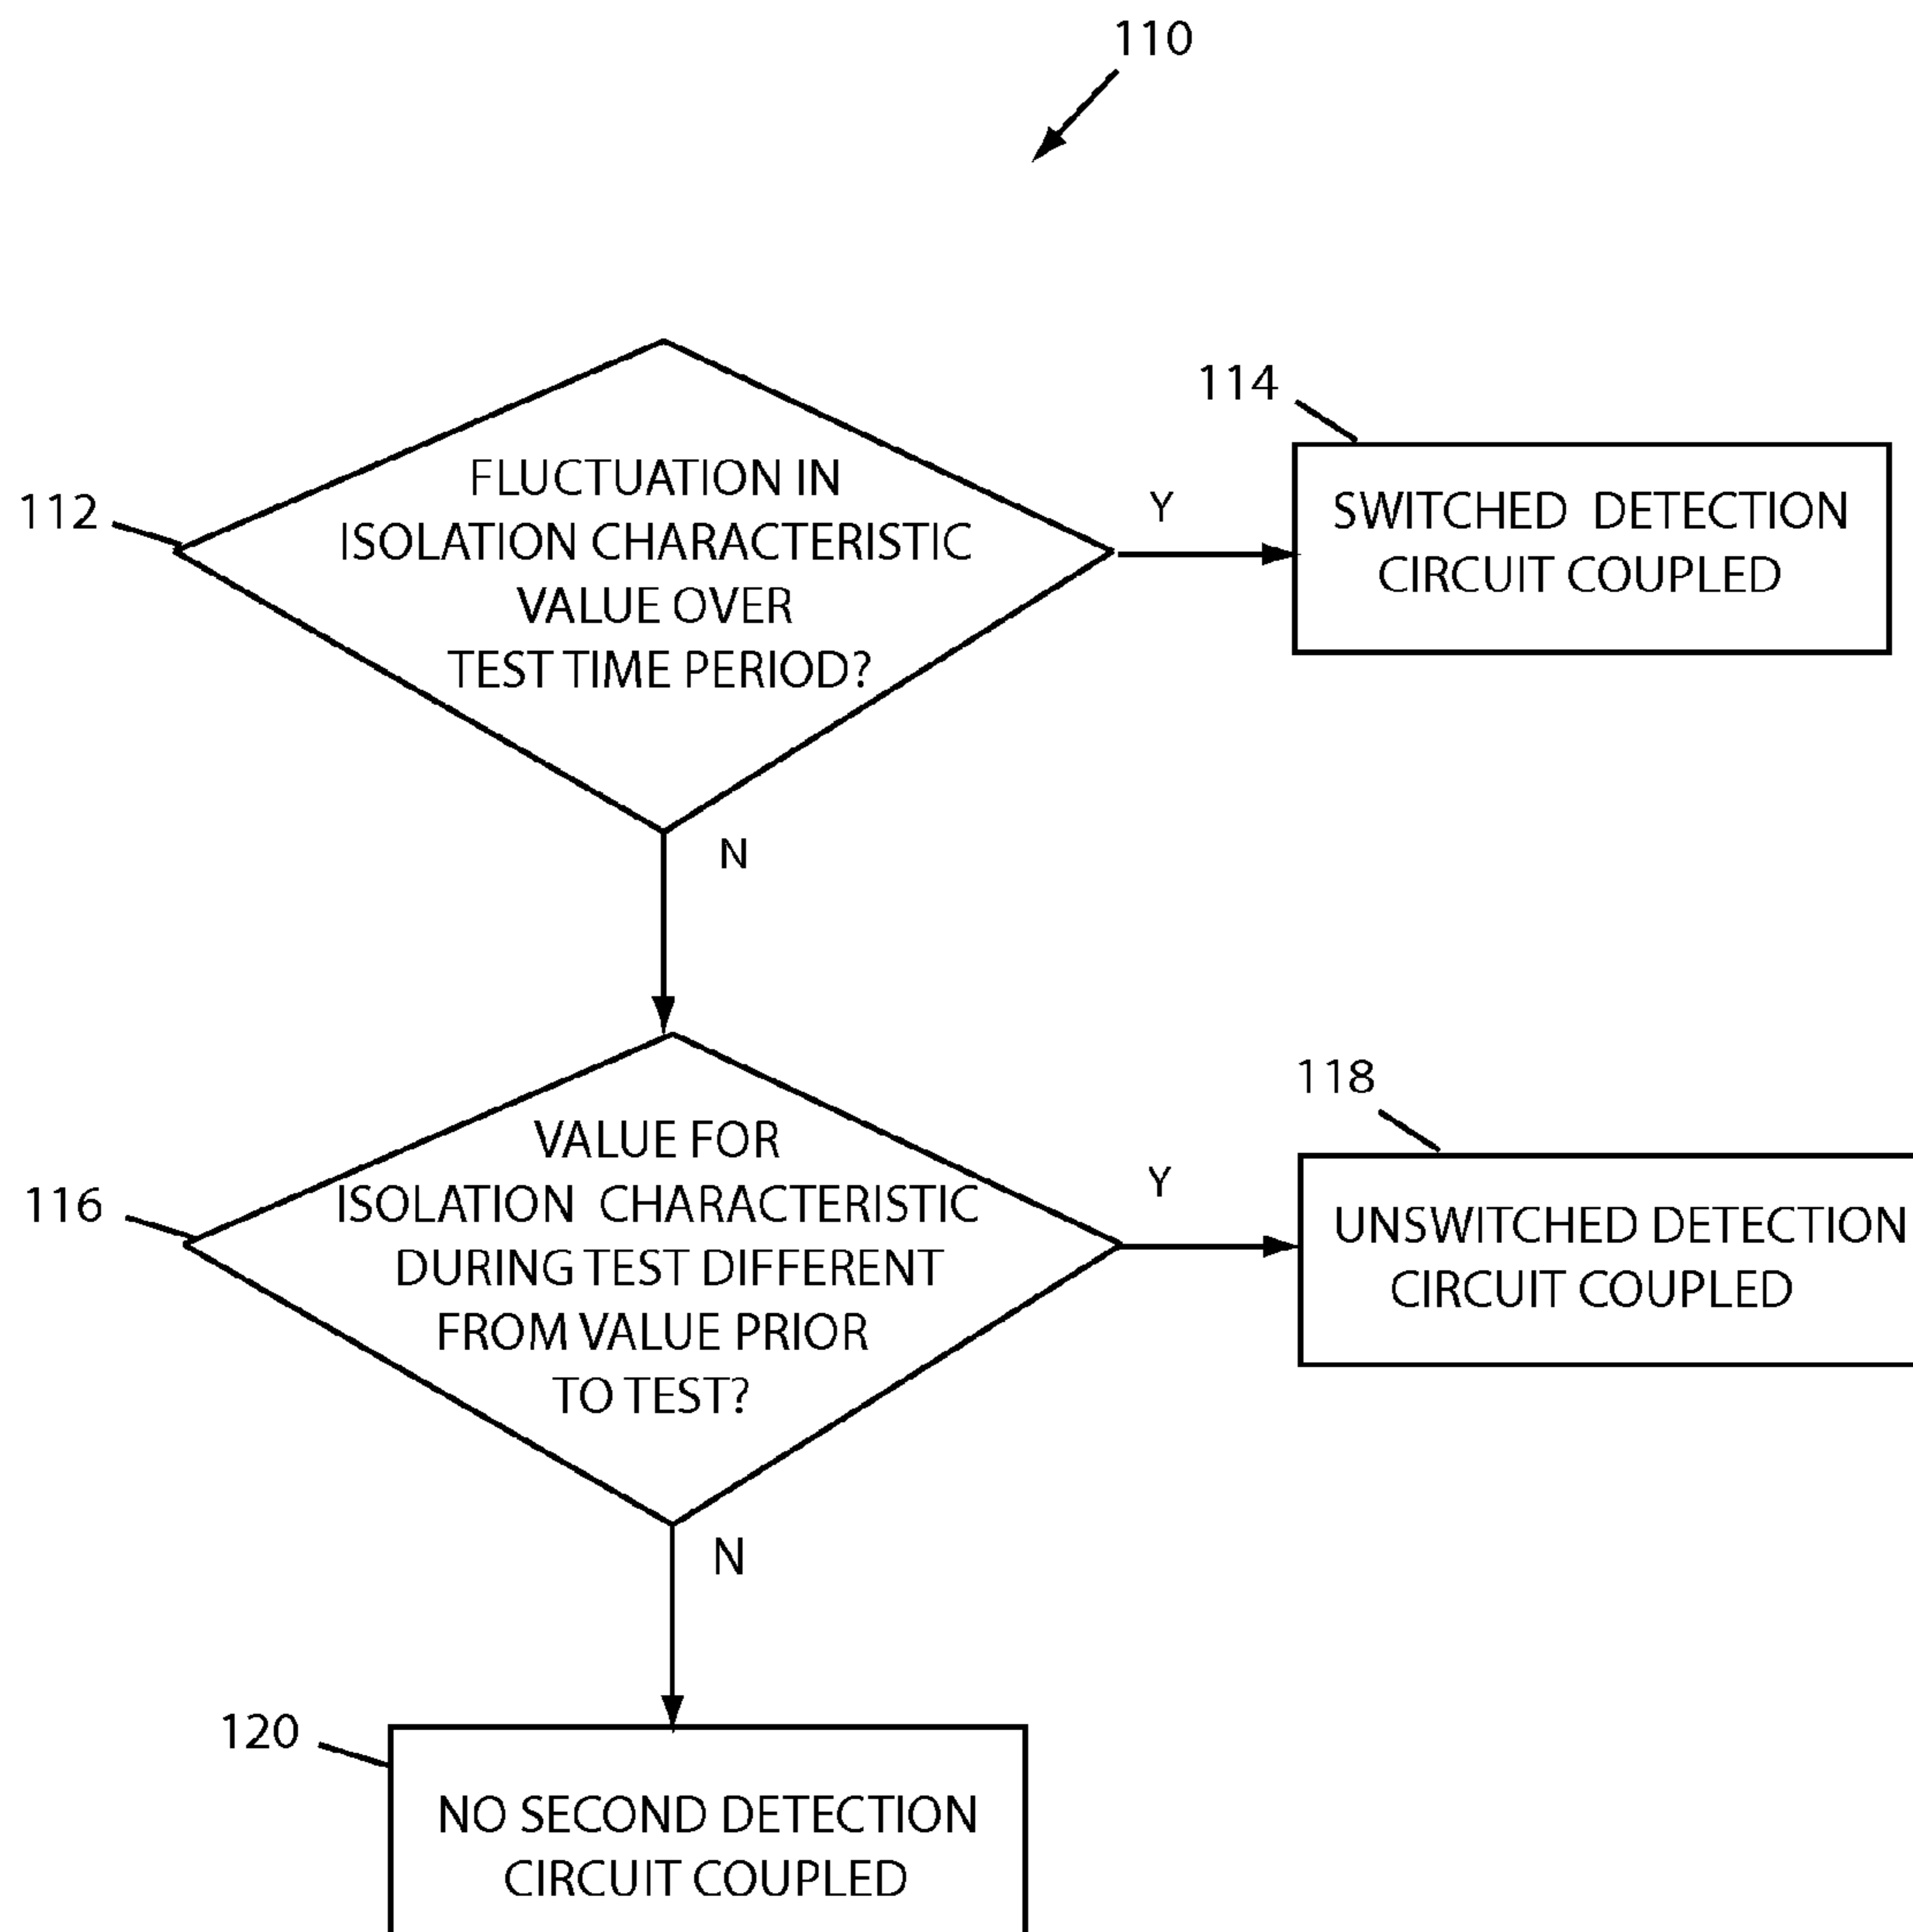 110
112
FLUCTUATION IN
ISOLATION CHARACTERISTIC
VALUE OVER
TEST TIME PERIOD?
Y
114
SWITCHED DETECTION
CIRCUIT COUPLED
N
116
VALUE FOR
ISOLATION CHARACTERISTIC
DURING TEST DIFFERENT
FROM VALUE PRIOR
TO TEST?
Y
118
UNSWITCHED DETECTION
CIRCUIT COUPLED
N
120
NO SECOND DETECTION
CIRCUIT COUPLED